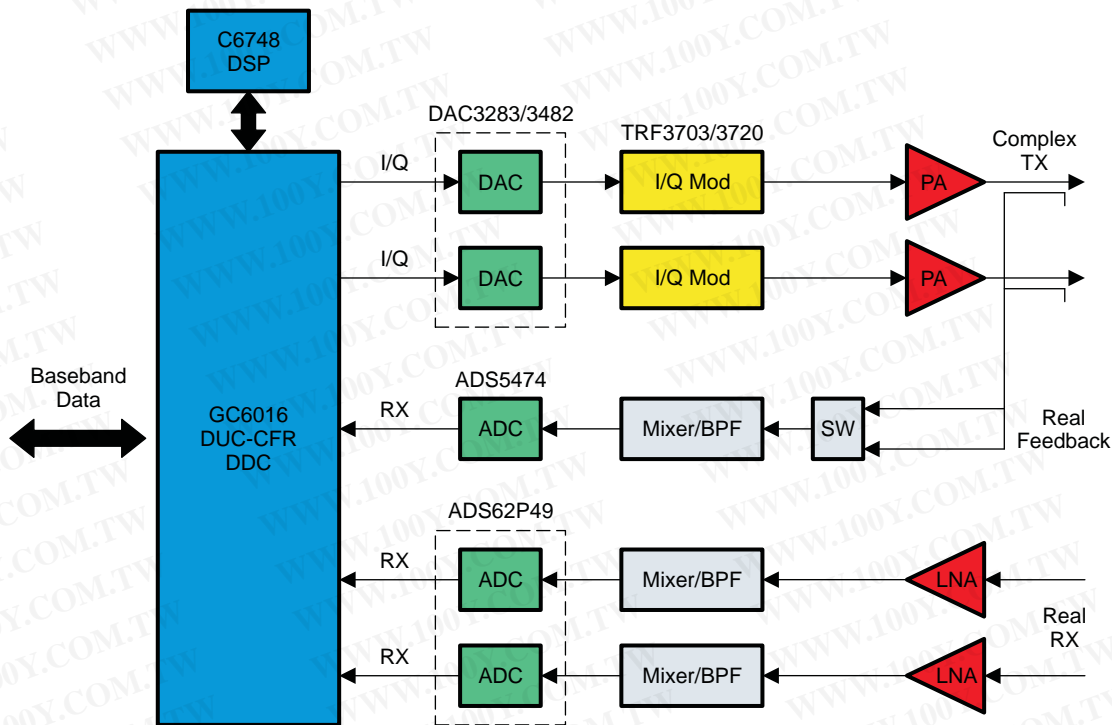 C6748
DSP
DAC3283/3482
TRF3703/3720
Complex
TX
I/Q
DAC
I/Q Mod
PA
I/Q
DAC
I/Q Mod
PA
Baseband
Data
GC6016
DUC-CFR
DDC
ADS5474
RX
ADC
Mixer/BPF
SW
Real
Feedback
ADS62P49
RX
ADC
Mixer/BPF
LNA
Real
RX
RX
ADC
Mixer/BPF
LNA
WWW.100Y.COM.TW